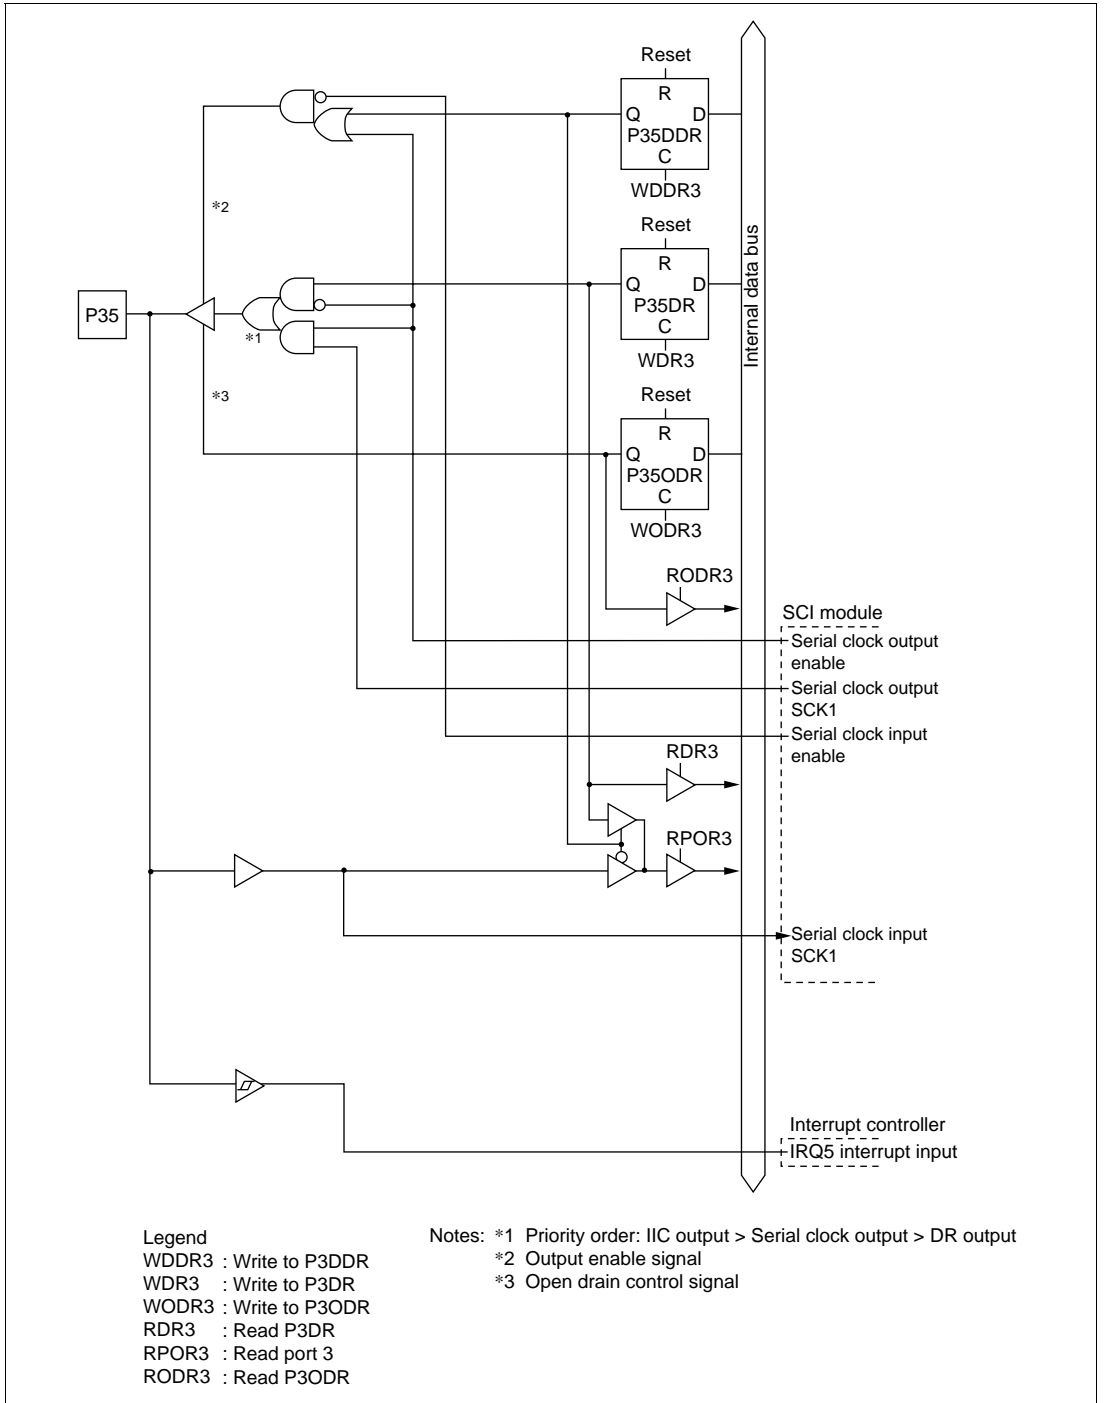 Reset
R
Q D
P35DDR
C
WDDR3
∗2
Reset
R
Q D
P35DR
C
WDR3
Internal data bus
P35
∗1
∗3
Reset
R
Q D
P35ODR
C
WODR3
RODR3
SCI module
Serial clock output
enable
Serial clock output
SCK1
Serial clock input
enable
RDR3
RPOR3
Serial clock input
SCK1
Interrupt controller
IRQ5 interrupt input
Legend
WDDR3 : Write to P3DDR
WDR3 : Write to P3DR
WODR3 : Write to P3ODR
RDR3 : Read P3DR
RPOR3 : Read port 3
RODR3 : Read P3ODR
Notes: ∗1 Priority order: IIC output > Serial clock output > DR output
∗2 Output enable signal
∗3 Open drain control signal